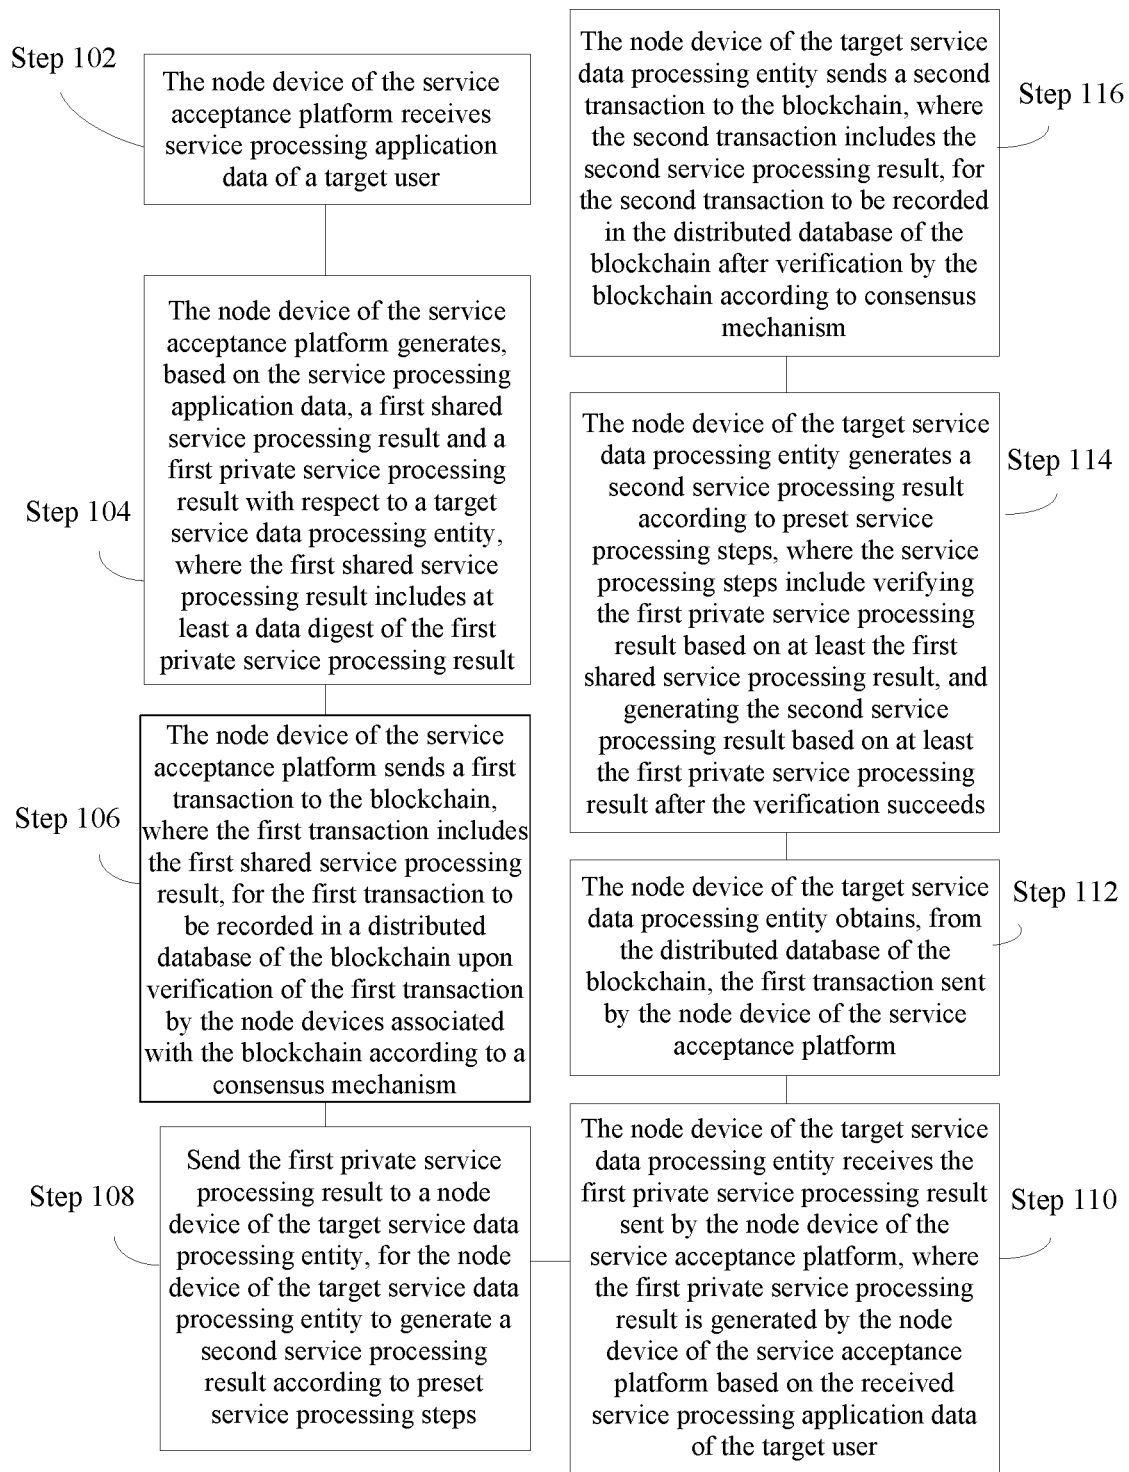 Step 102
The node device of the service
acceptance platform receives
service processing application
data of a target user
Step 104
The node device of the service
acceptance platform generates,
based on the service processing
application data, a first shared
service processing result and a
first private service processing
result with respect to a target
service data processing entity,
where the first shared service
processing result includes at
least a data digest of the first
private service processing result
Step 106
The node device of the service
acceptance platform sends a first
transaction to the blockchain,
where the first transaction includes
the first shared service processing
result, for the first transaction to
be recorded in a distributed
database of the blockchain upon
verification of the first transaction
by the node devices associated
with the blockchain according to a
consensus mechanism
Step 108
Send the first private service
processing result to a node
device of the target service data
processing entity, for the node
device of the target service data
processing entity to generate a
second service processing
result according to preset
service processing steps
Step 110
The node device of the target service
data processing entity receives the
first private service processing result
sent by the node device of the
service acceptance platform, where
the first private service processing
result is generated by the node
device of the service acceptance
platform based on the received
service processing application data
of the target user
Step 112
The node device of the target service
data processing entity obtains, from
the distributed database of the
blockchain, the first transaction sent
by the node device of the service
acceptance platform
Step 114
The node device of the target service
data processing entity generates a
second service processing result
according to preset service
processing steps, where the service
processing steps include verifying
the first private service processing
result based on at least the first
shared service processing result, and
generating the second service
processing result based on at least
the first private service processing
result after the verification succeeds
Step 116
The node device of the target service
data processing entity sends a second
transaction to the blockchain, where
the second transaction includes the
second service processing result, for
the second transaction to be recorded
in the distributed database of the
blockchain after verification by the
blockchain according to consensus
mechanism